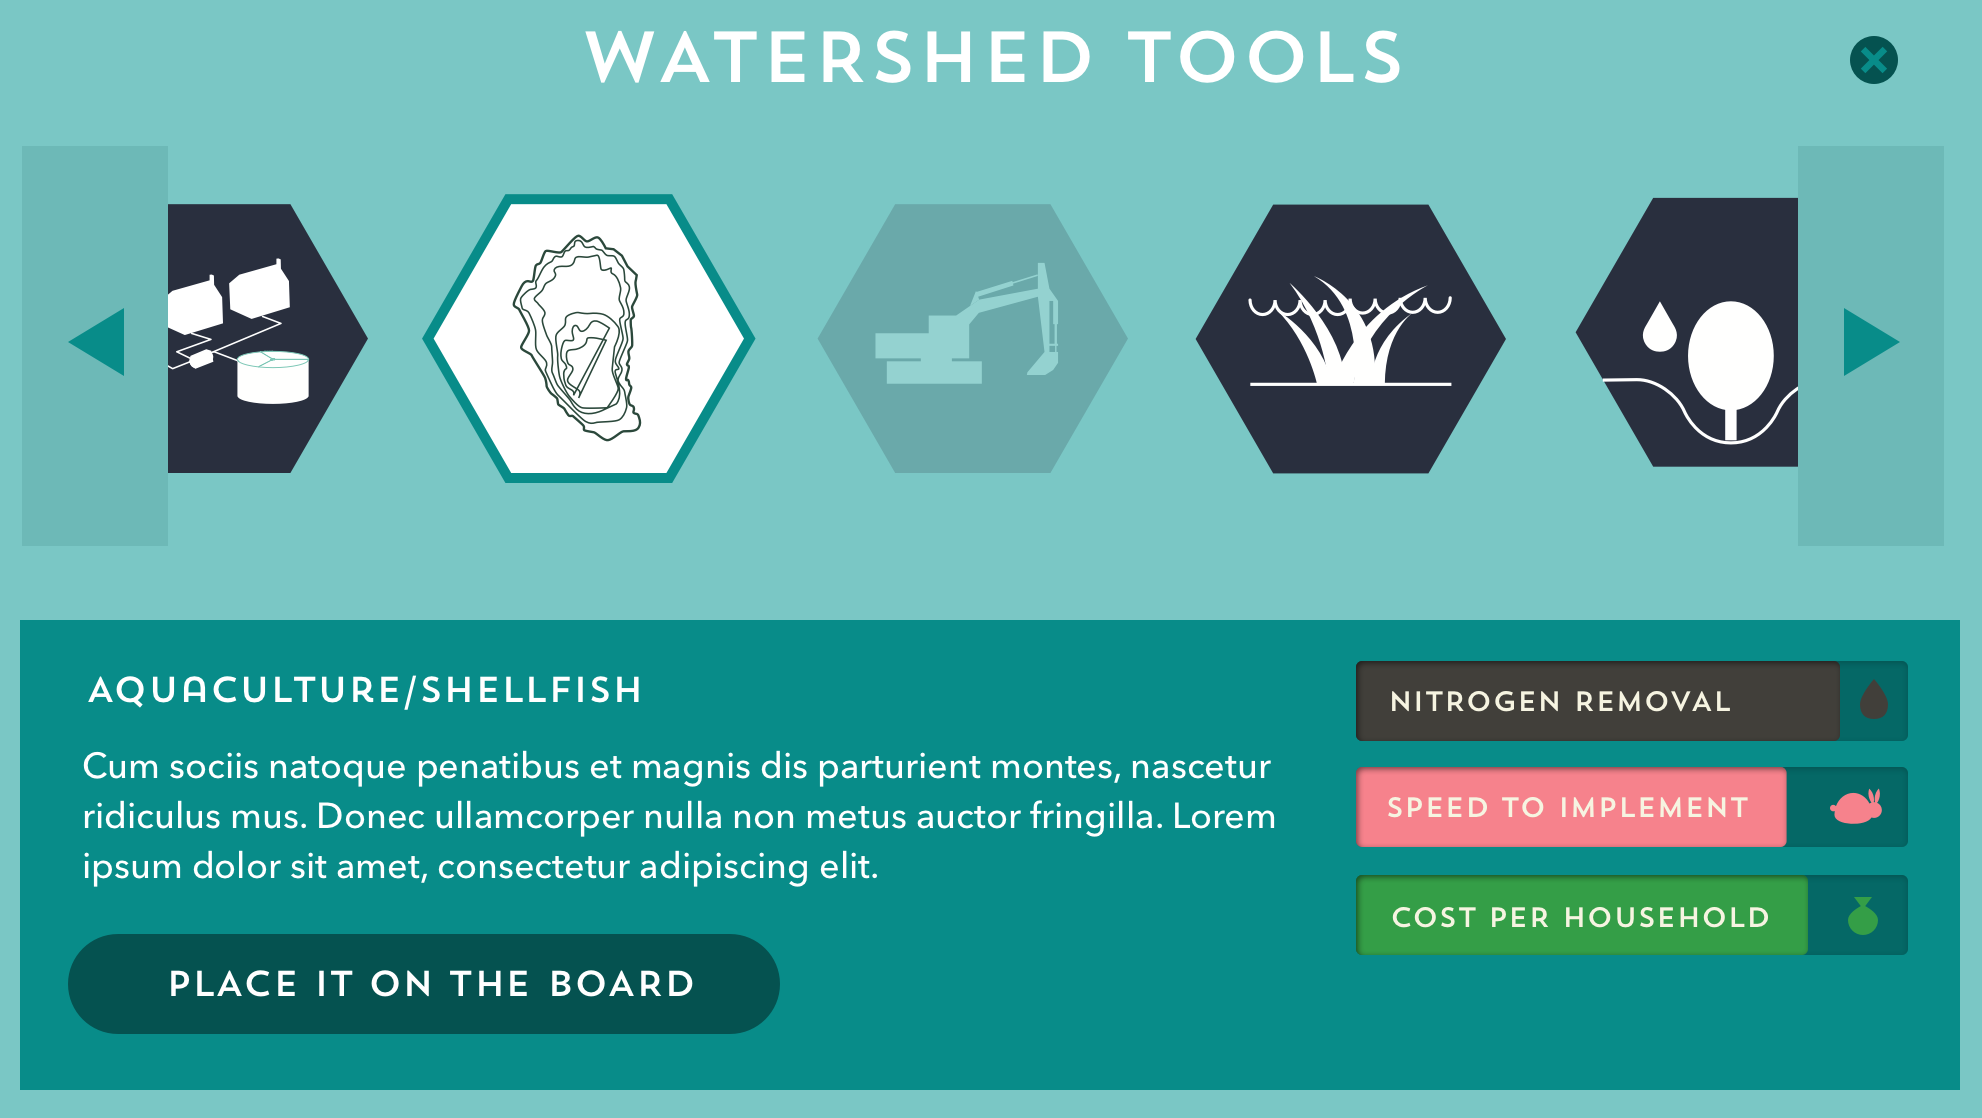 WATERSHED TOOLS
AQUACULTURE/SHELLFISH
Cum sociis natoque penatibus et magnis dis parturient montes, nascetur
ridiculus mus. Donec ullamcorper nulla non metus auctor fringilla. Lorem
ipsum dolor sit amet, consectetur adipiscing elit.
PLACE IT ON THE BOARD
NITROGEN REMOVAL
SPEED TO IMPLEMENT
COST PER HOUSEHOLD